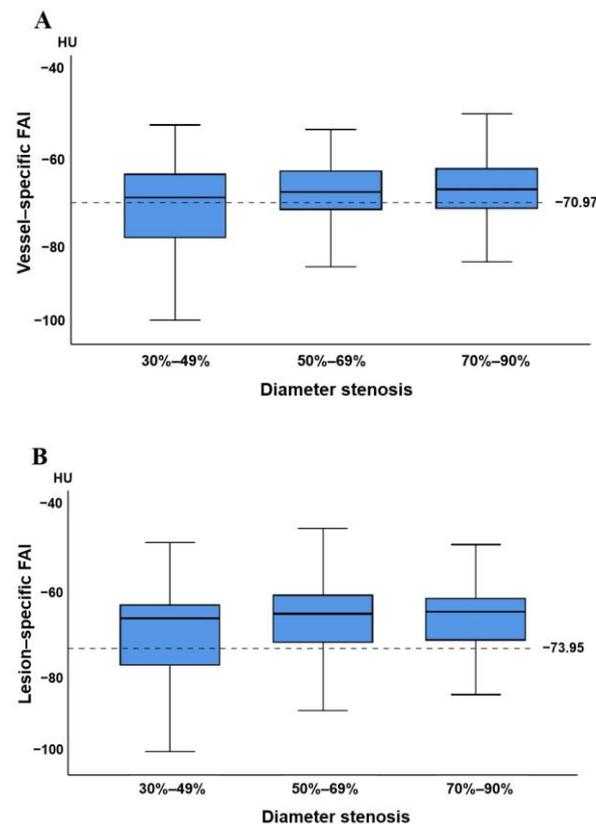 A
HU
−40
−60
−80
−100
Vessel–specific FAI
−70.97
30%–49%
50%–69%
70%–90%
Diameter stenosis
B
HU
−40
−60
−80
−100
Lesion–specific FAI
−73.95
30%–49%
50%–69%
70%–90%
Diameter stenosis